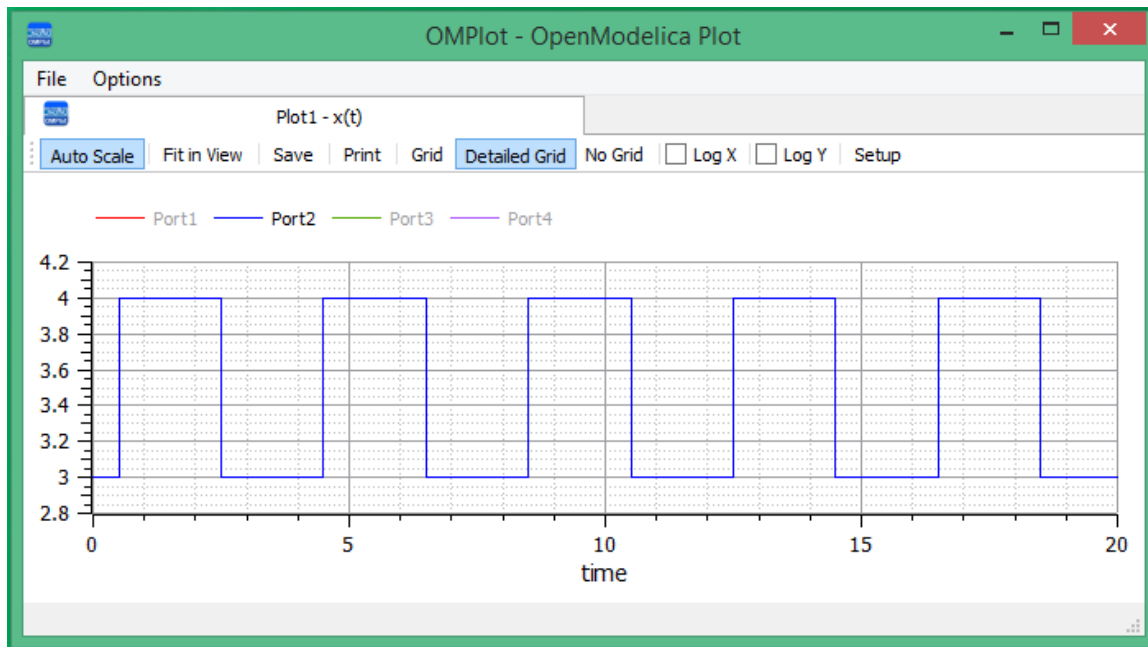 OMPlot - OpenModelica Plot
File Options
Plot1 - x(t)
Auto Scale Fit in View Save Print Grid Detailed Grid No Grid Log X Log Y Setup
Port1 Port2 Port3 Port4
4.2
4
3.8
3.6
3.4
3.2
3
2.8
0 5 10 15 20
time